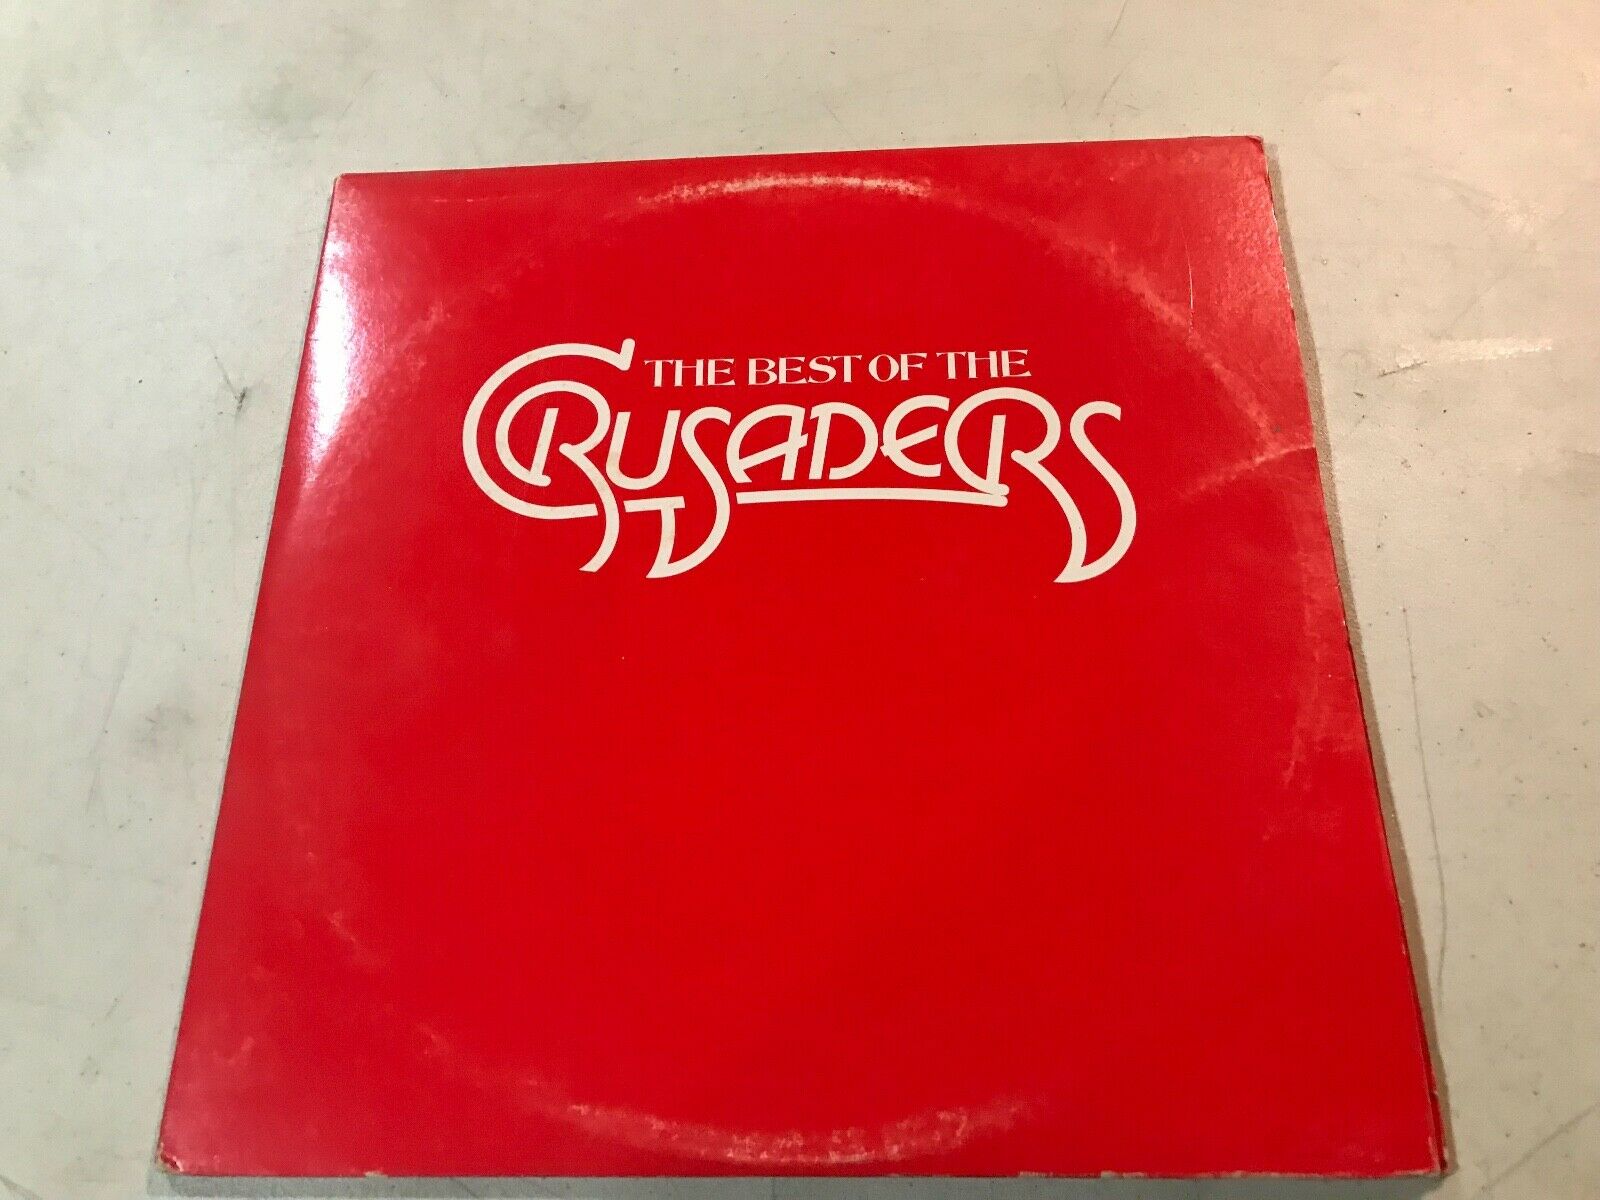 THE BEST OF THE
CRUSADERS